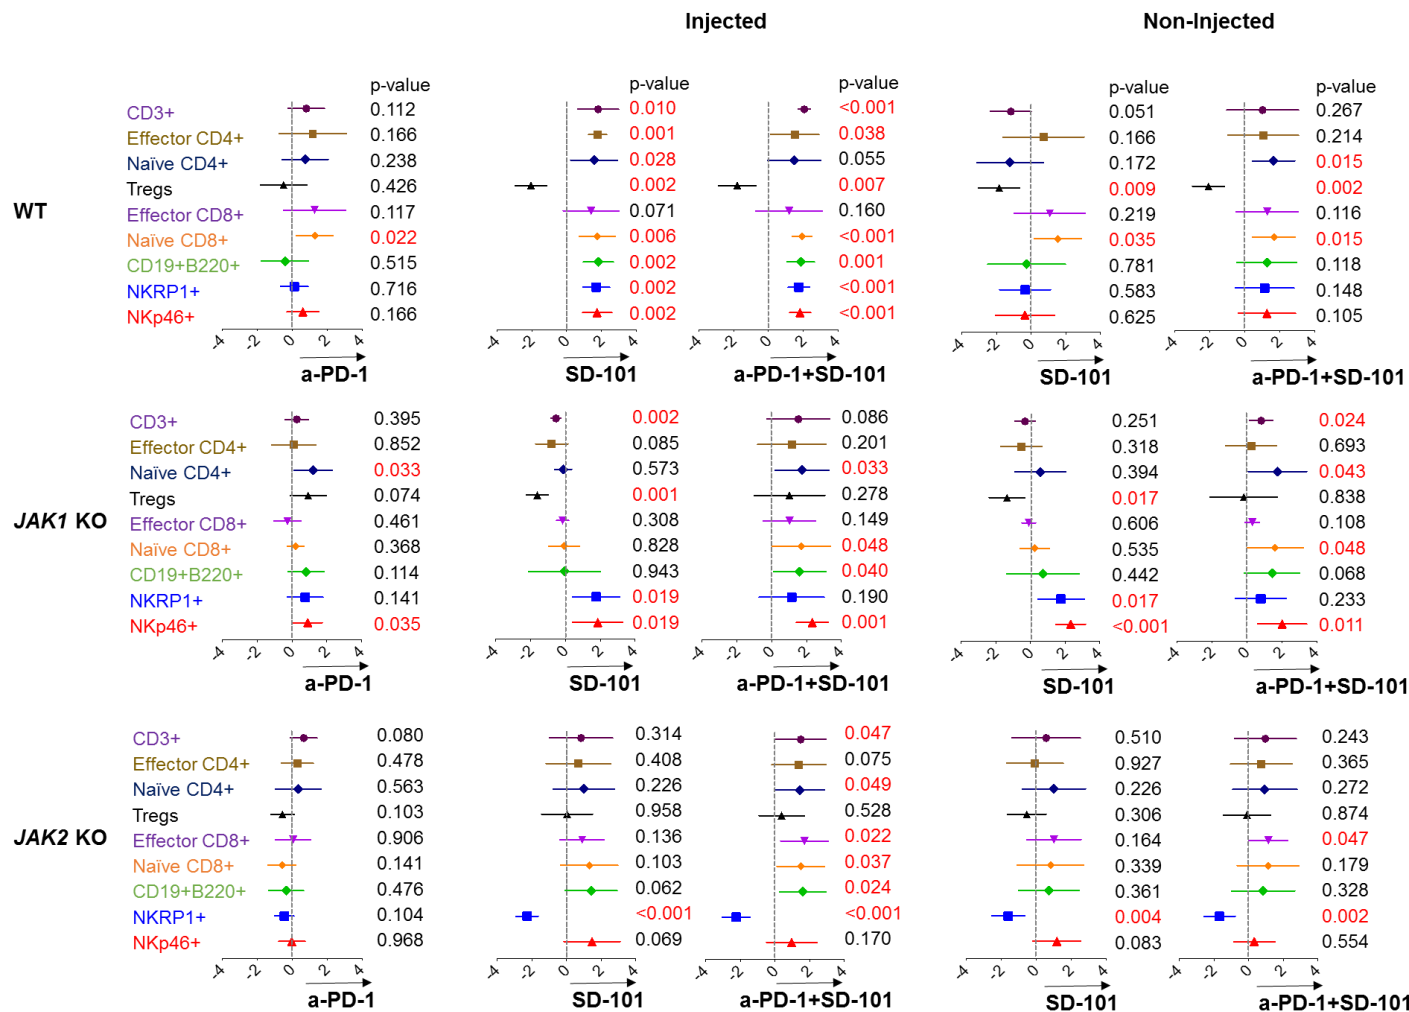 Injected Non-Injected
p-value p-value p-value p-value p-value
CD3+ 0.112 0.010 <0.001 0.051 0.267
Effector CD4+ 0.166 0.001 0.038 0.166 0.214
Naïve CD4+ 0.238 0.028 0.055 0.172 0.015
Tregs 0.426 0.002 0.007 0.009 0.002
WT
Effector CD8+ 0.117 0.071 0.160 0.219 0.116
Naïve CD8+ 0.022 0.006 <0.001 0.035 0.015
CD19+B220+ 0.515 0.002 0.001 0.781 0.118
NKRP1+ 0.716 0.002 <0.001 0.583 0.148
NKp46+ 0.166 0.002 <0.001 0.625 0.105
-4 -2 0 2 4 -4 -2 0 2 4 -4 -2 0 2 4 -4 -2 0 2 4 -4 -2 0 2 4
a-PD-1 SD-101 a-PD-1+SD-101 SD-101 a-PD-1+SD-101
CD3+ 0.395 0.002 0.086 0.251 0.024
Effector CD4+ 0.852 0.085 0.201 0.318 0.693
Naïve CD4+ 0.033 0.573 0.033 0.394 0.043
Tregs 0.074 0.001 0.278 0.017 0.838
JAK1 KO
Effector CD8+ 0.461 0.308 0.149 0.606 0.108
Naïve CD8+ 0.368 0.828 0.048 0.535 0.048
CD19+B220+ 0.114 0.943 0.040 0.442 0.068
NKRP1+ 0.141 0.019 0.190 0.017 0.233
NKp46+ 0.035 0.019 0.001 <0.001 0.011
-4 -2 0 2 4 -4 -2 0 2 4 -4 -2 0 2 4 -4 -2 0 2 4 -4 -2 0 2 4
a-PD-1 SD-101 a-PD-1+SD-101 SD-101 a-PD-1+SD-101
CD3+ 0.080 0.314 0.047 0.510 0.243
Effector CD4+ 0.478 0.408 0.075 0.927 0.365
Naïve CD4+ 0.563 0.226 0.049 0.226 0.272
Tregs 0.103 0.958 0.528 0.306 0.874
JAK2 KO
Effector CD8+ 0.906 0.136 0.022 0.164 0.047
Naïve CD8+ 0.141 0.103 0.037 0.339 0.179
CD19+B220+ 0.476 0.062 0.024 0.361 0.328
NKRP1+ 0.104 <0.001 <0.001 0.004 0.002
NKp46+ 0.968 0.069 0.170 0.083 0.554
-4 -2 0 2 4 -4 -2 0 2 4 -4 -2 0 2 4 -4 -2 0 2 4 -4 -2 0 2 4
a-PD-1 SD-101 a-PD-1+SD-101 SD-101 a-PD-1+SD-101